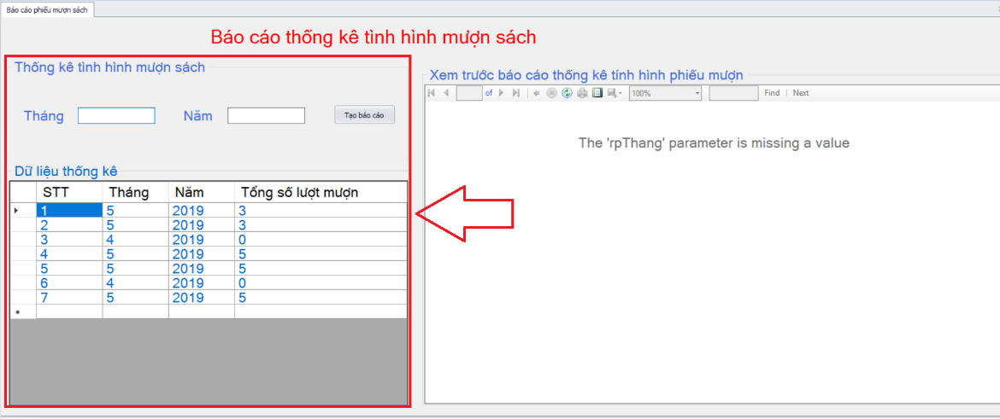 Báo cáo phiếu mượn sách
Báo cáo thống kê tình hình mượn sách
Thống kê tình hình mượn sách
Tháng Năm Tạo báo cáo
Dữ liệu thống kê
STT Tháng Năm Tổng số lượt mượn
1 5 2019 3
2 5 2019 3
3 4 2019 0
4 5 2019 5
5 5 2019 5
6 4 2019 0
7 5 2019 5
Xem trước báo cáo thống kê tính hình phiếu mượn
of 100% Find | Next
The 'rpThang' parameter is missing a value